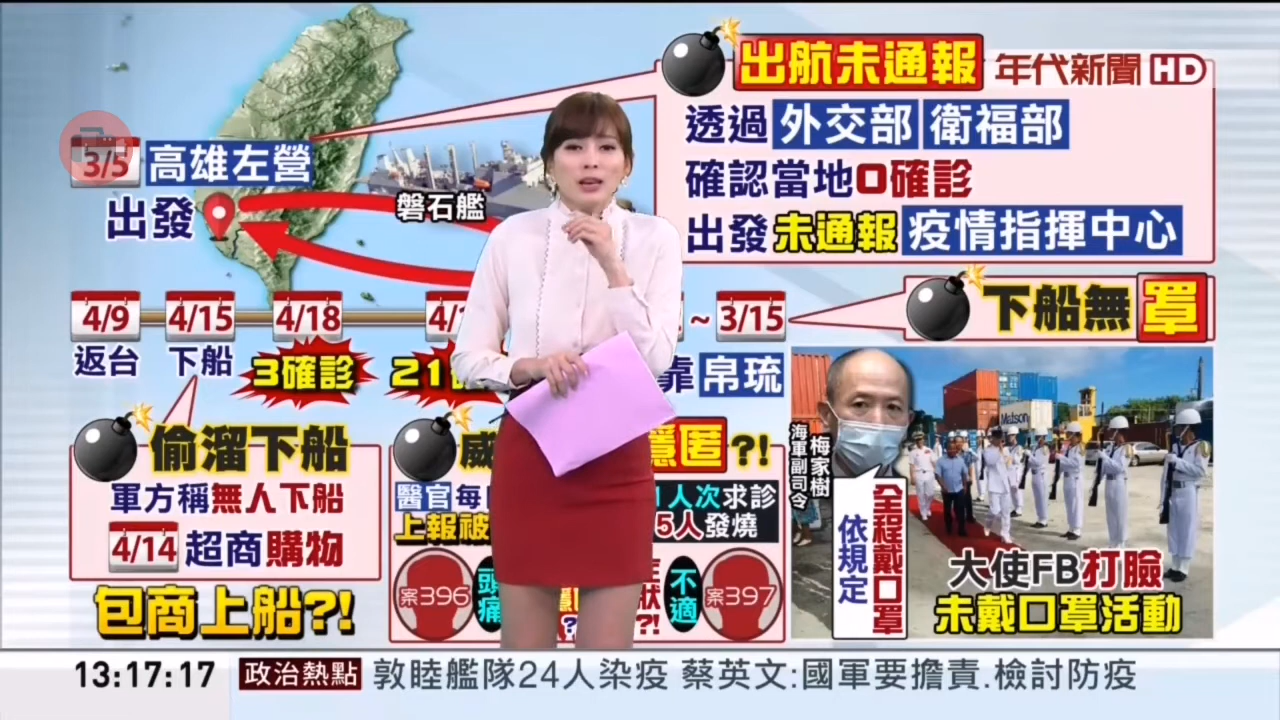 出航未通報
年代新聞HD
透過 外交部 衛福部
確認當地0確診
出發未通報 疫情指揮中心
3/5 高雄左營
出發
磐石艦
4/9 4/15 4/18
~ 3/15
返台 下船 3確診
靠 帛琉
下船無罩
偷溜下船
軍方稱無人下船
4/14 超商購物
包商上船?!
隱匿?!
醫官每
人次求診
上報被
5人發燒
案396
頭痛
不適
案397
海軍副司令
梅家樹
全程戴口罩
依規定
Matson
大使FB打臉
未戴口罩活動
13:17:17 政治熱點 敦睦艦隊24人染疫 蔡英文:國軍要擔責.檢討防疫